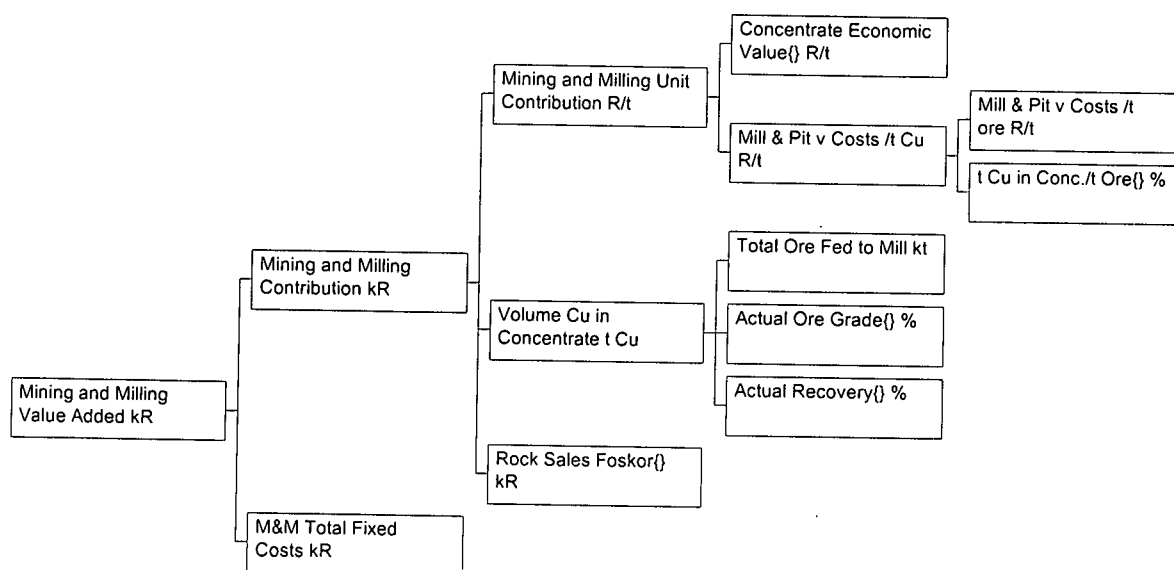 Concentrate Economic
Value{} R/t
Mining and Milling Unit
Contribution R/t
Mill & Pit v Costs /t
ore R/t
Mill & Pit v Costs /t Cu
R/t
t Cu in Conc./t Ore{} %
Total Ore Fed to Mill kt
Mining and Milling
Contribution kR
Volume Cu in
Concentrate t Cu
Actual Ore Grade{} %
Mining and Milling
Value Added kR
Actual Recovery{} %
Rock Sales Foskor{}
kR
M&M Total Fixed
Costs kR